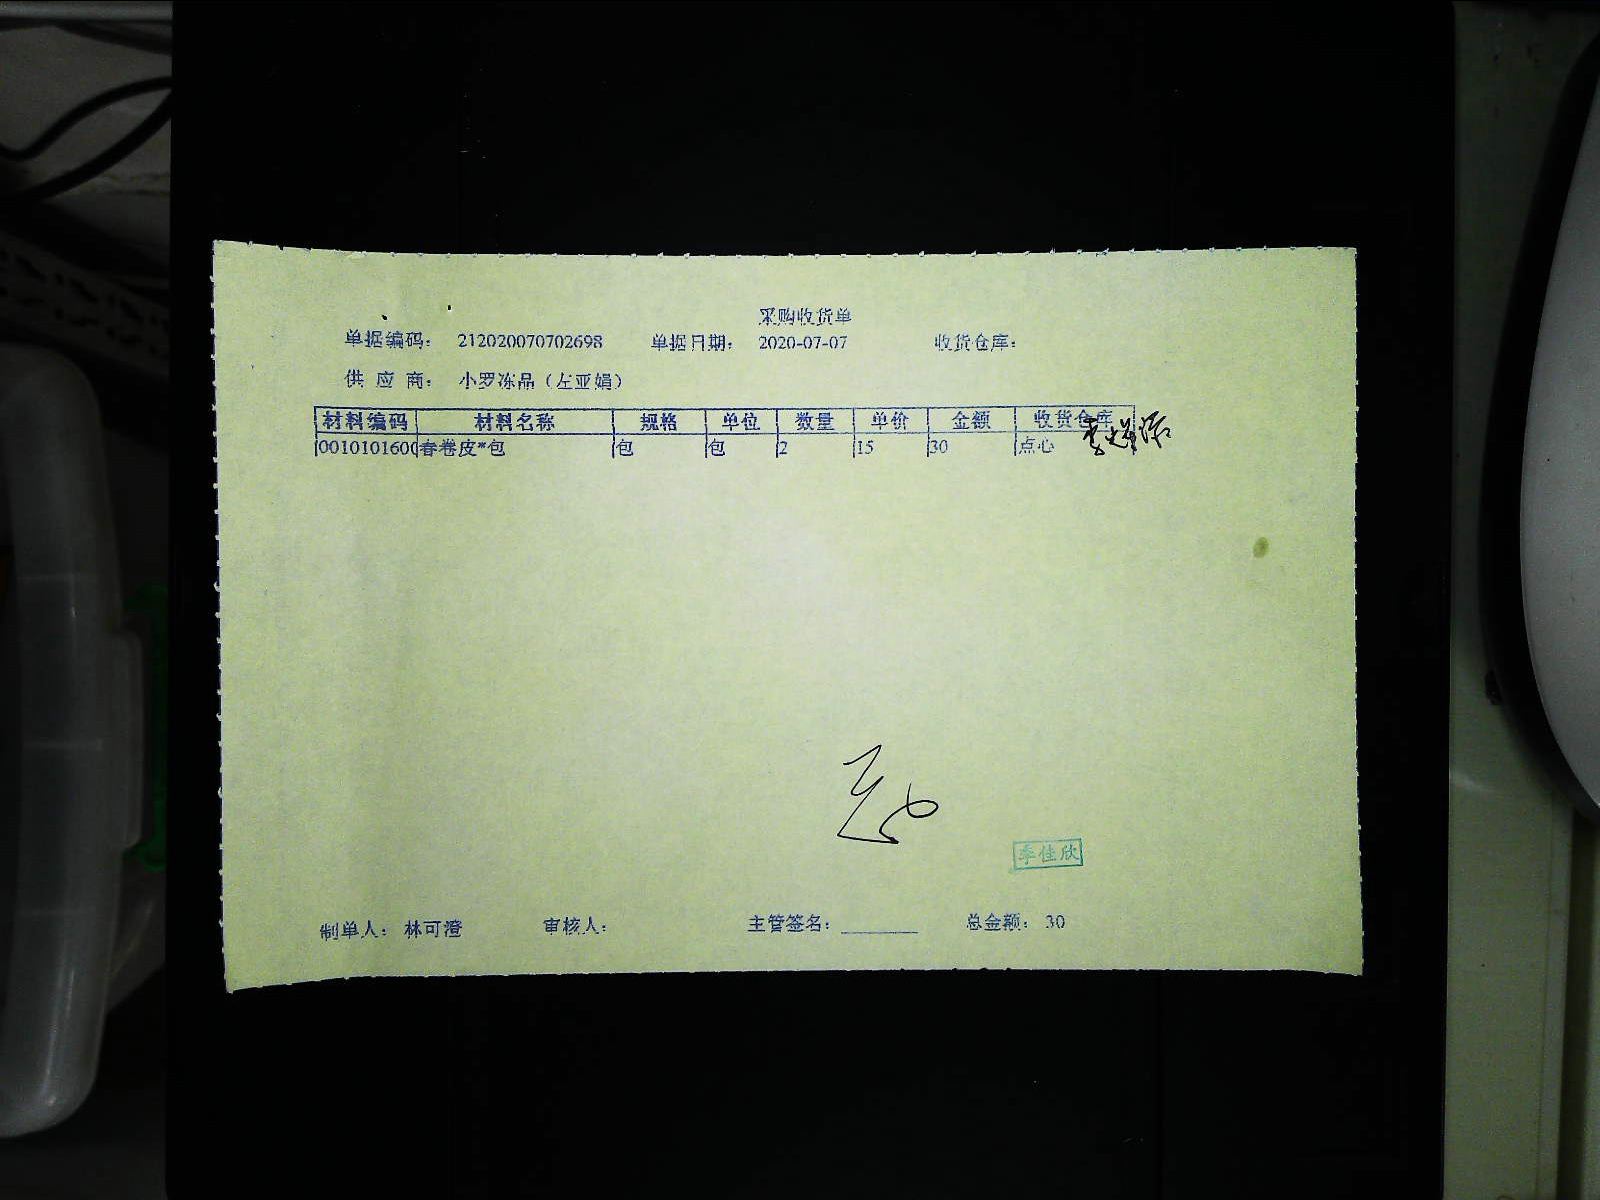 采购收货单
单据编码： 212020070702698 单据日期： 2020-07-07 收货仓库：
供 应 商： 小罗冻品（左亚娟）
材料编码 材料名称 规格 单位 数量 单价 金额 收货仓库
0010101600 春卷皮*包 包 包 2 15 30 点心
李佳欣
制单人： 林可澄 审核人： 主管签名： ________ 总金额： 30